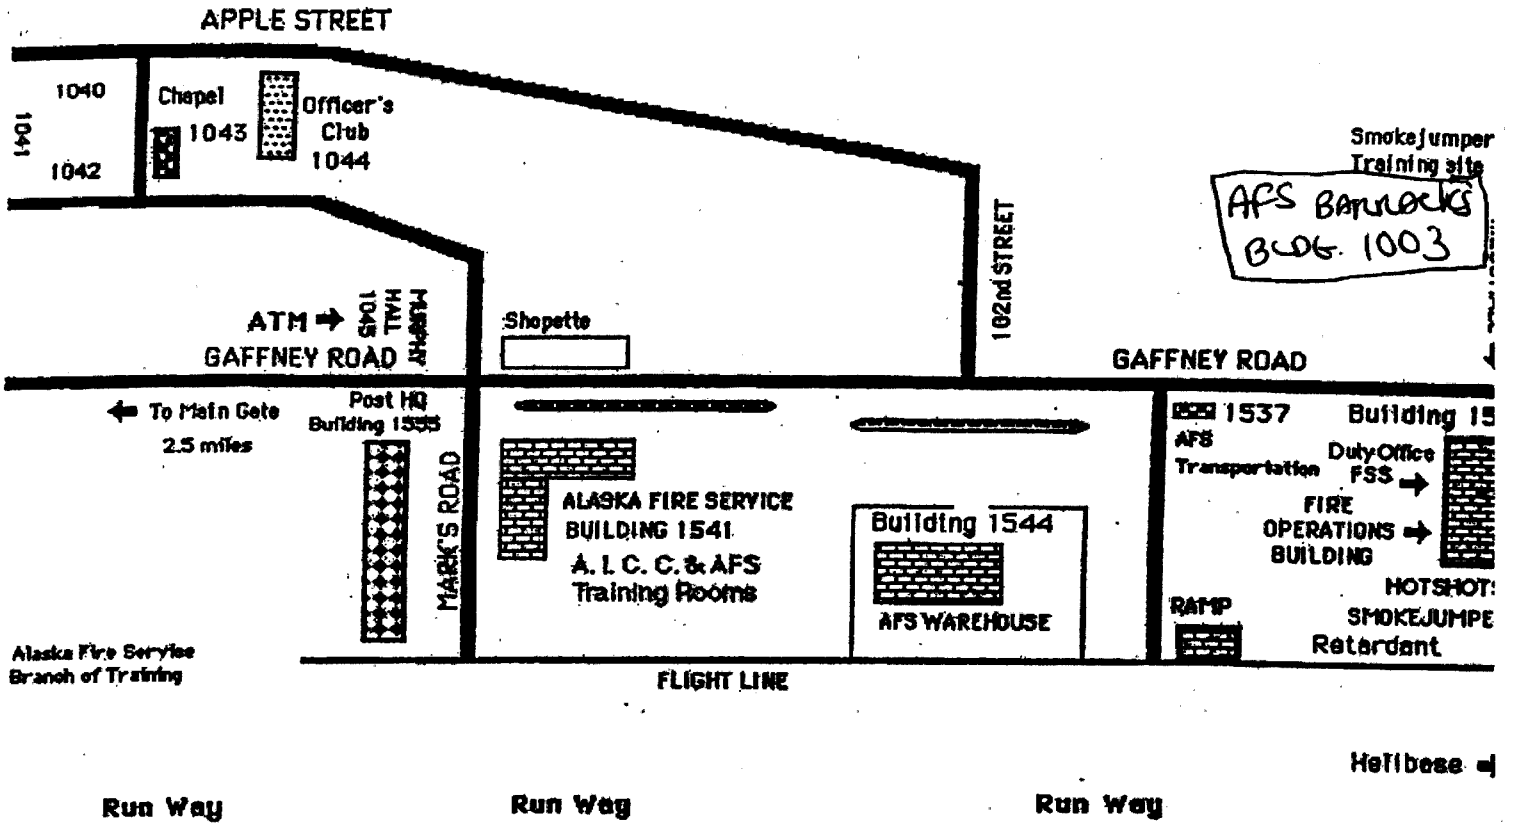 APPLE STREET
1040
1041
1042
Chapel
1043
Officer's
Club
1044
Smokejumper
Training site
AFS BARRACKS
BLDG. 1003
102nd STREET
ATM
MURPHY
HALL
1045
Shopette
GAFFNEY ROAD
GAFFNEY ROAD
To Main Gate
2.5 miles
Post HQ
Building 1555
MARK'S ROAD
ALASKA FIRE SERVICE
BUILDING 1541
A. I. C. C. & AFS
Training Rooms
Building 1544
AFS WAREHOUSE
1537
AFS
Transportation
Building 15
Duty Office
FSS
FIRE
OPERATIONS
BUILDING
HOTSHOT
SMOKEJUMPE
Retardant
RAMP
Alaska Fire Service
Branch of Training
FLIGHT LINE
Helibase
Run Way
Run Way
Run Way